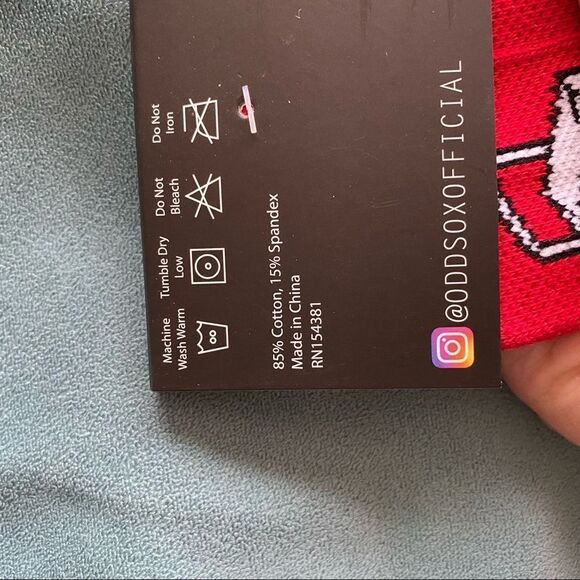 Machine
Wash Warm
Tumble Dry
Low
Do Not
Bleach
Do Not
Iron
85% Cotton, 15% Spandex
Made in China
RN154381
@ODDSOXOFFICIAL